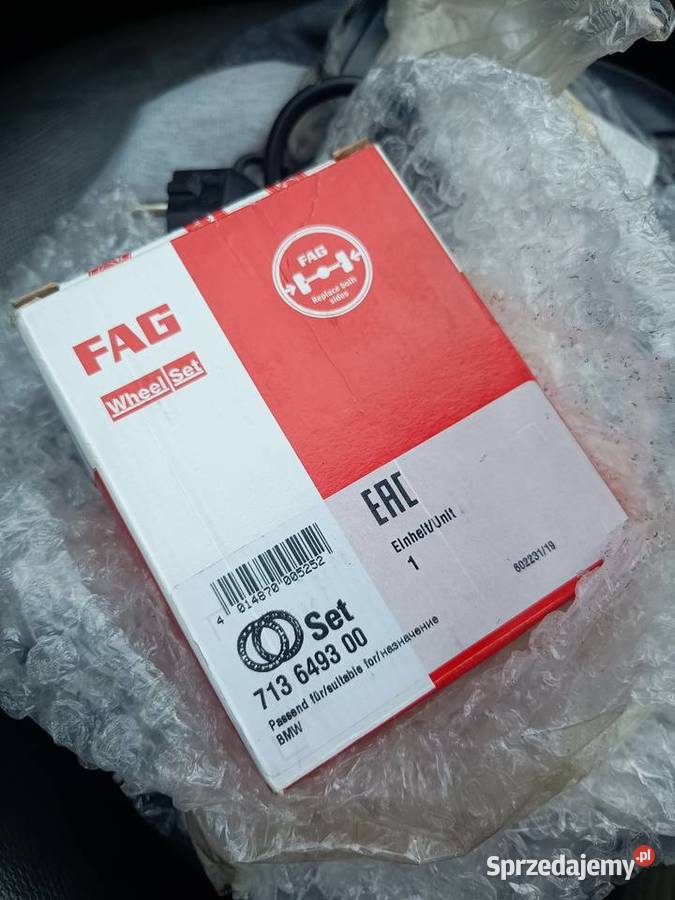 FAG
Replace both
sides
FAG
Wheel Set
EAC
Einheit/Unit
1
602231/19
4 014870 005252
Set
713 6493 00
Passend für/suitable for/назначение
BMW
Sprzedajemy.pl